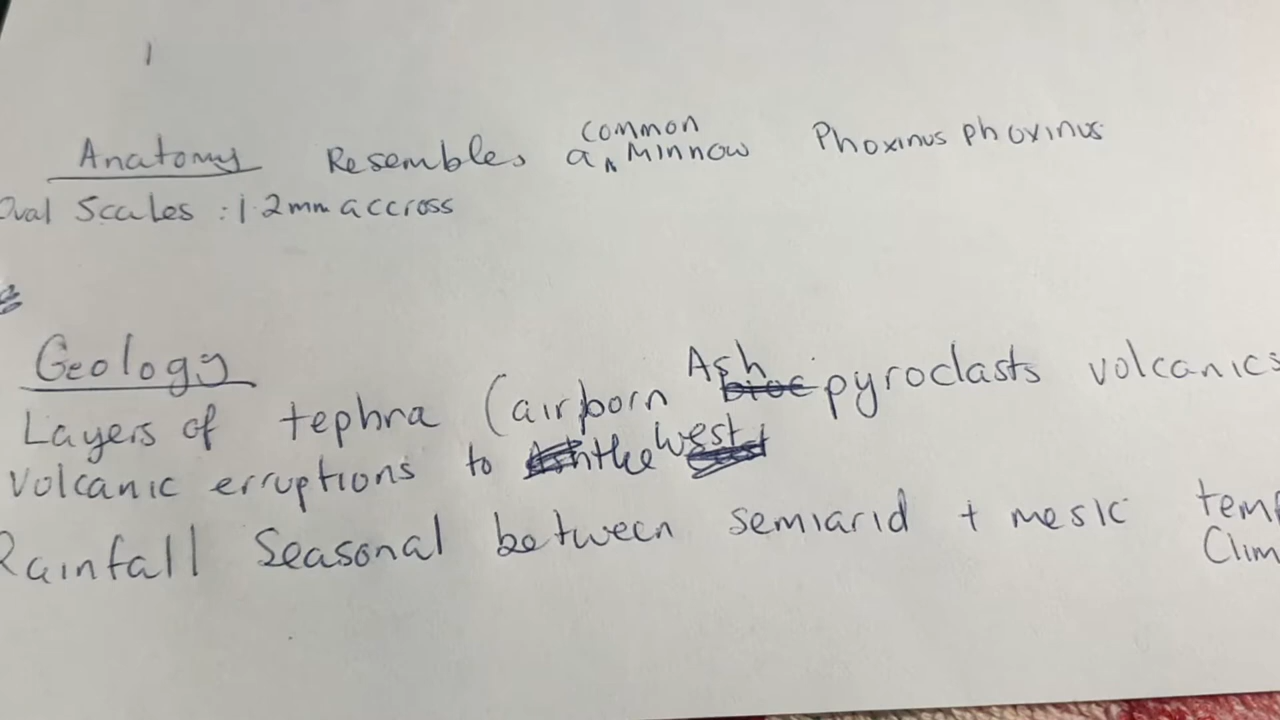 Anatomy Resembles a common Minnow Phoxinus phoxinus
Oval Scales : 1.2mm accross
Geology
Layers of tephra (airborn Ash pyroclasts volcanics
volcanic erruptions to the West
Rainfall Seasonal between semiarid + mesic temp
Clim